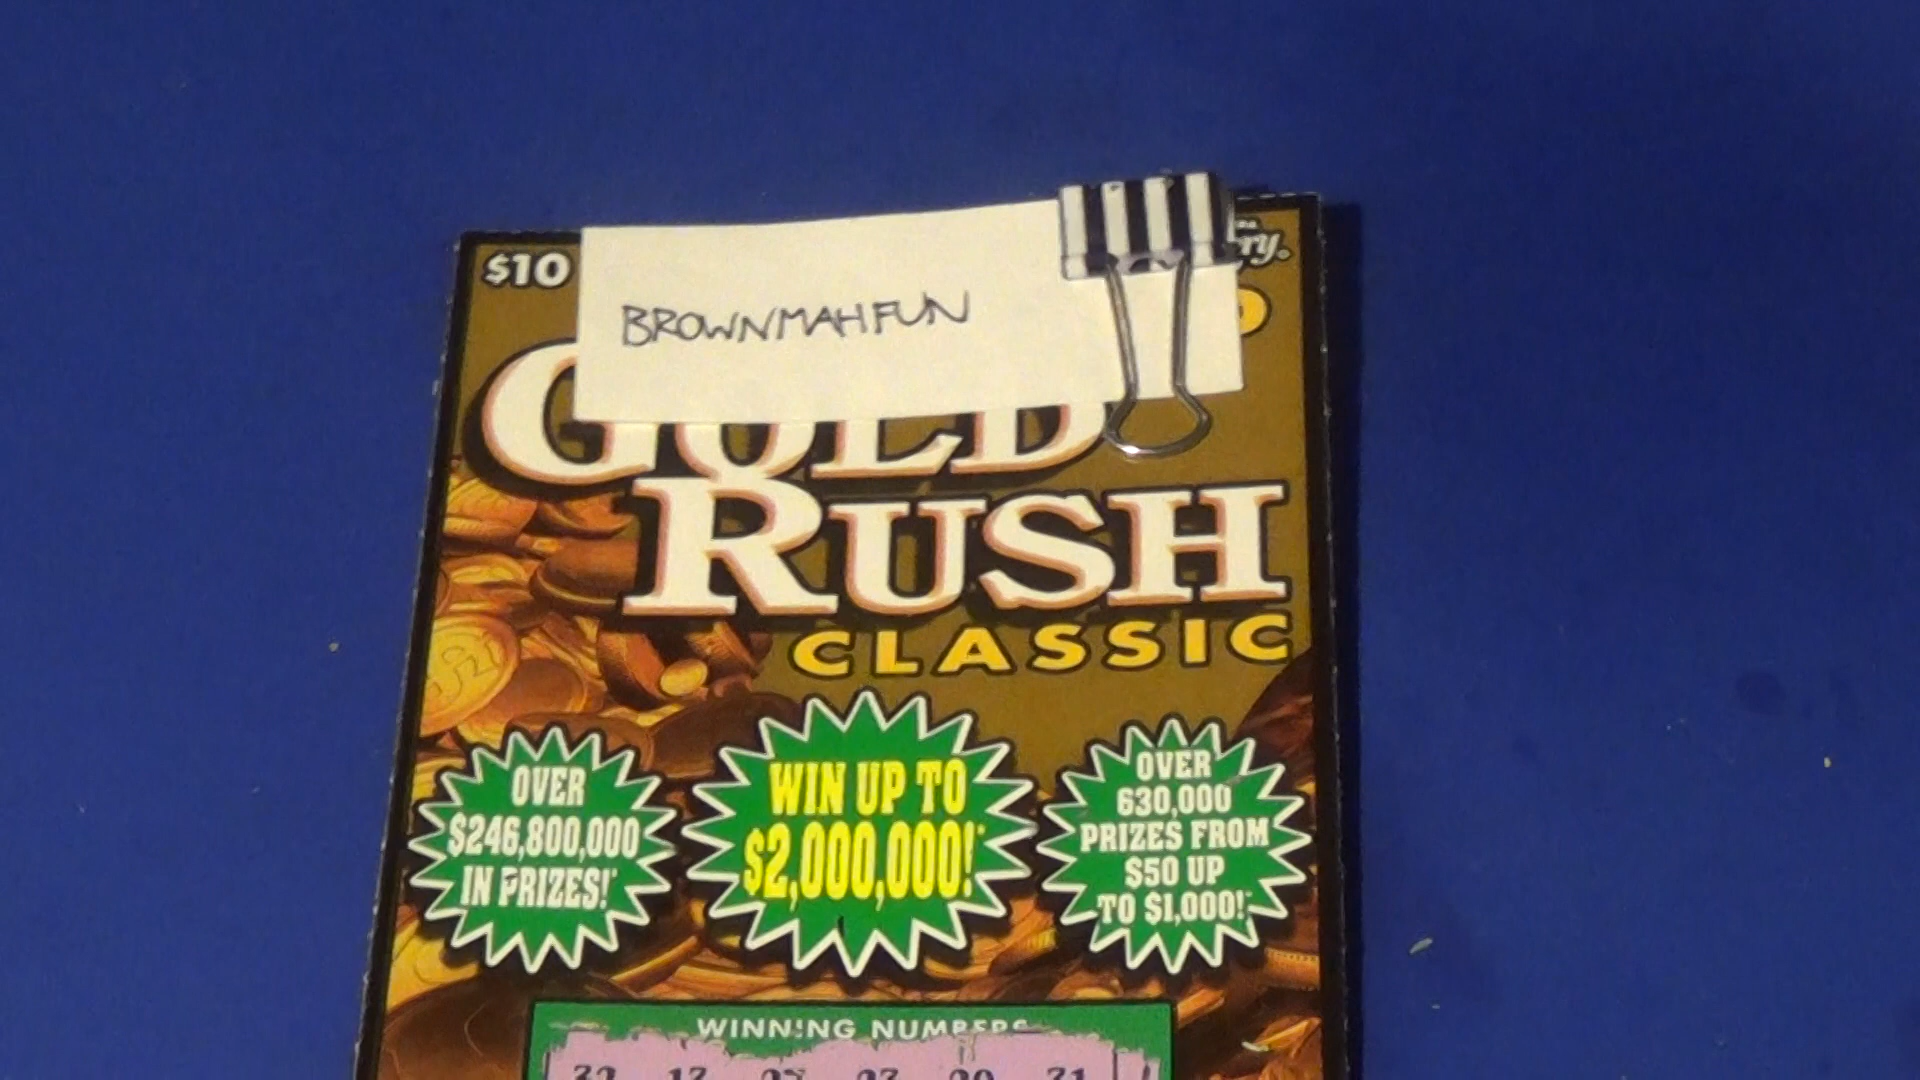 $10
BROWNMAHFUN
GOLD
RUSH
CLASSIC
OVER
$246,800,000
IN PRIZES!*
WIN UP TO
$2,000,000!*
OVER
630,000
PRIZES FROM
$50 UP
TO $1,000!*
WINNING NUMBERS